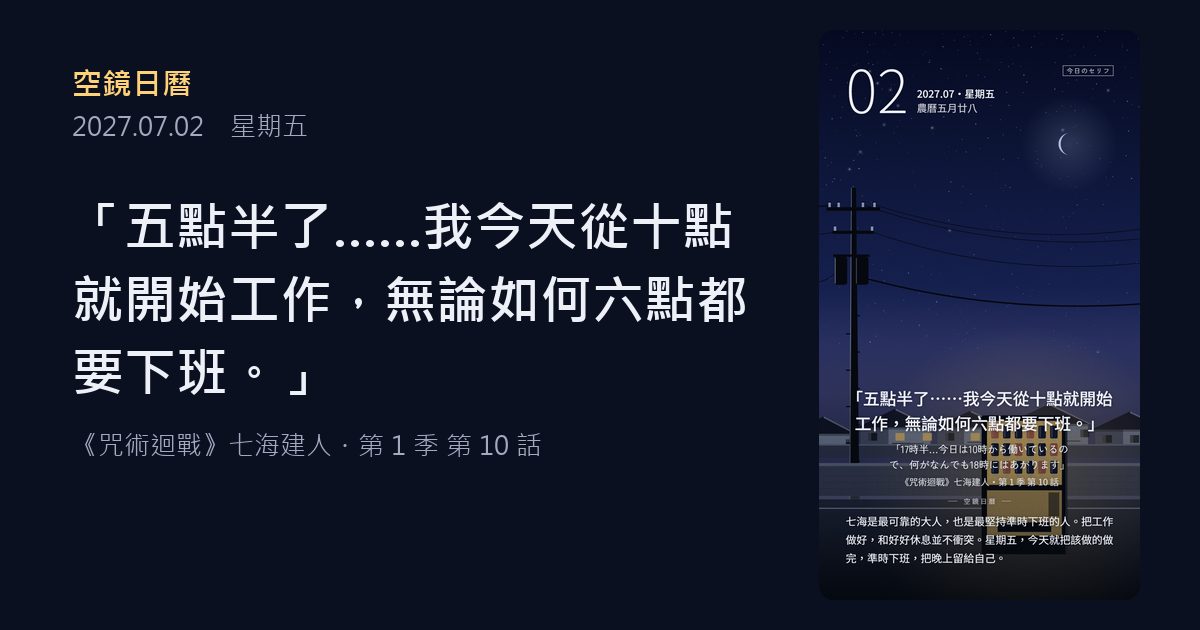 空鏡日曆
2027.07.02 星期五
「五點半了……我今天從十點
就開始工作，無論如何六點都
要下班。」
《咒術迴戰》七海建人．第 1 季 第 10 話
今日のセリフ
02
2027.07・星期五
農曆五月廿八
「五點半了⋯⋯我今天從十點就開始
工作，無論如何六點都要下班。」
「17時半…今日は10時から働いているの
で、何がなんでも18時にはあがります」
《咒術迴戰》七海建人・第 1 季 第 10 話
— 空鏡日曆 —
七海是最可靠的大人，也是最堅持準時下班的人。把工作
做好，和好好休息並不衝突。星期五，今天就把該做的做
完，準時下班，把晚上留給自己。